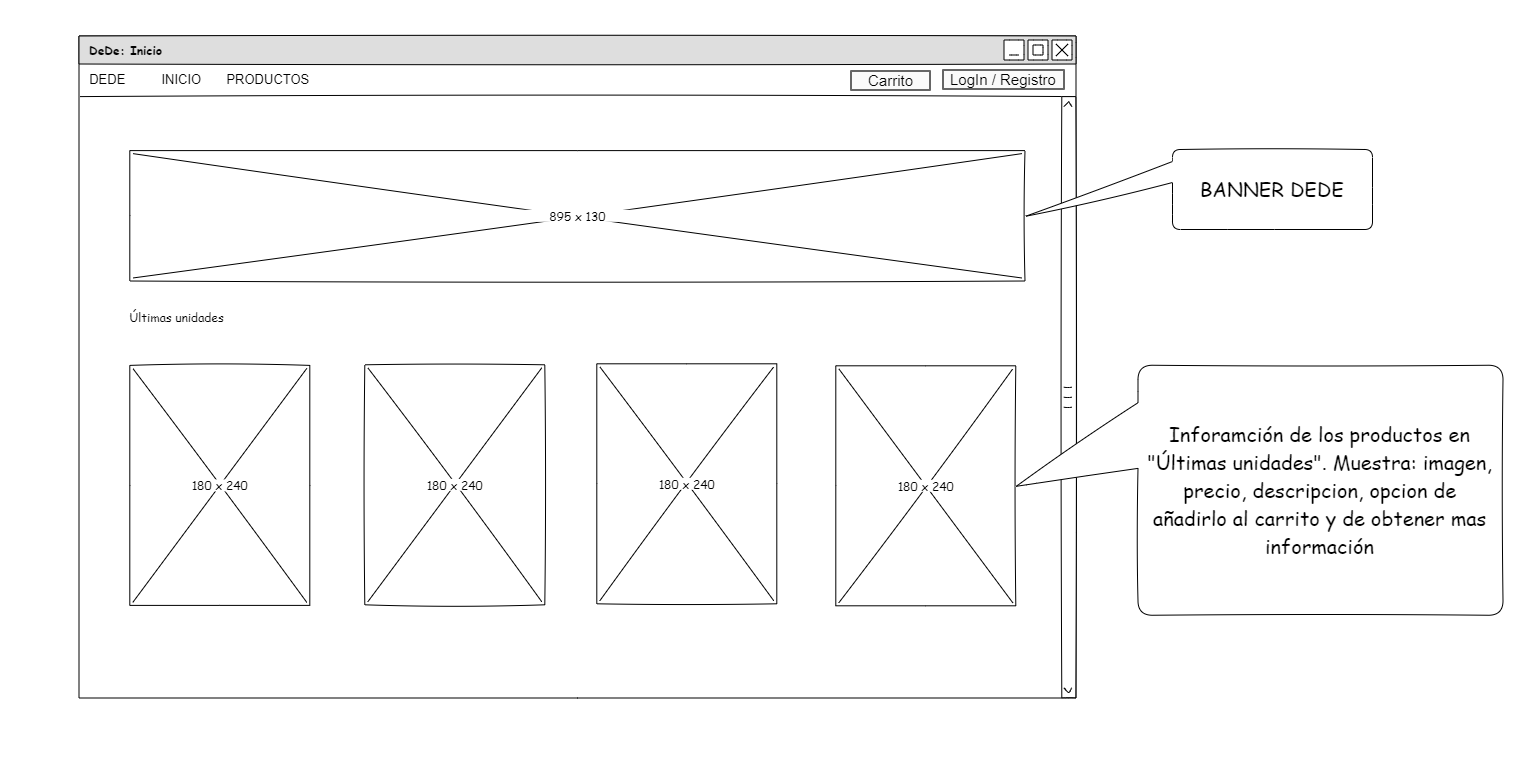 DeDe: Inicio
DEDE INICIO PRODUCTOS Carrito LogIn / Registro
895 x 130
BANNER DEDE
Últimas unidades
180 x 240 180 x 240 180 x 240 180 x 240
Inforamción de los productos en
"Últimas unidades". Muestra: imagen,
precio, descripcion, opcion de
añadirlo al carrito y de obtener mas
información